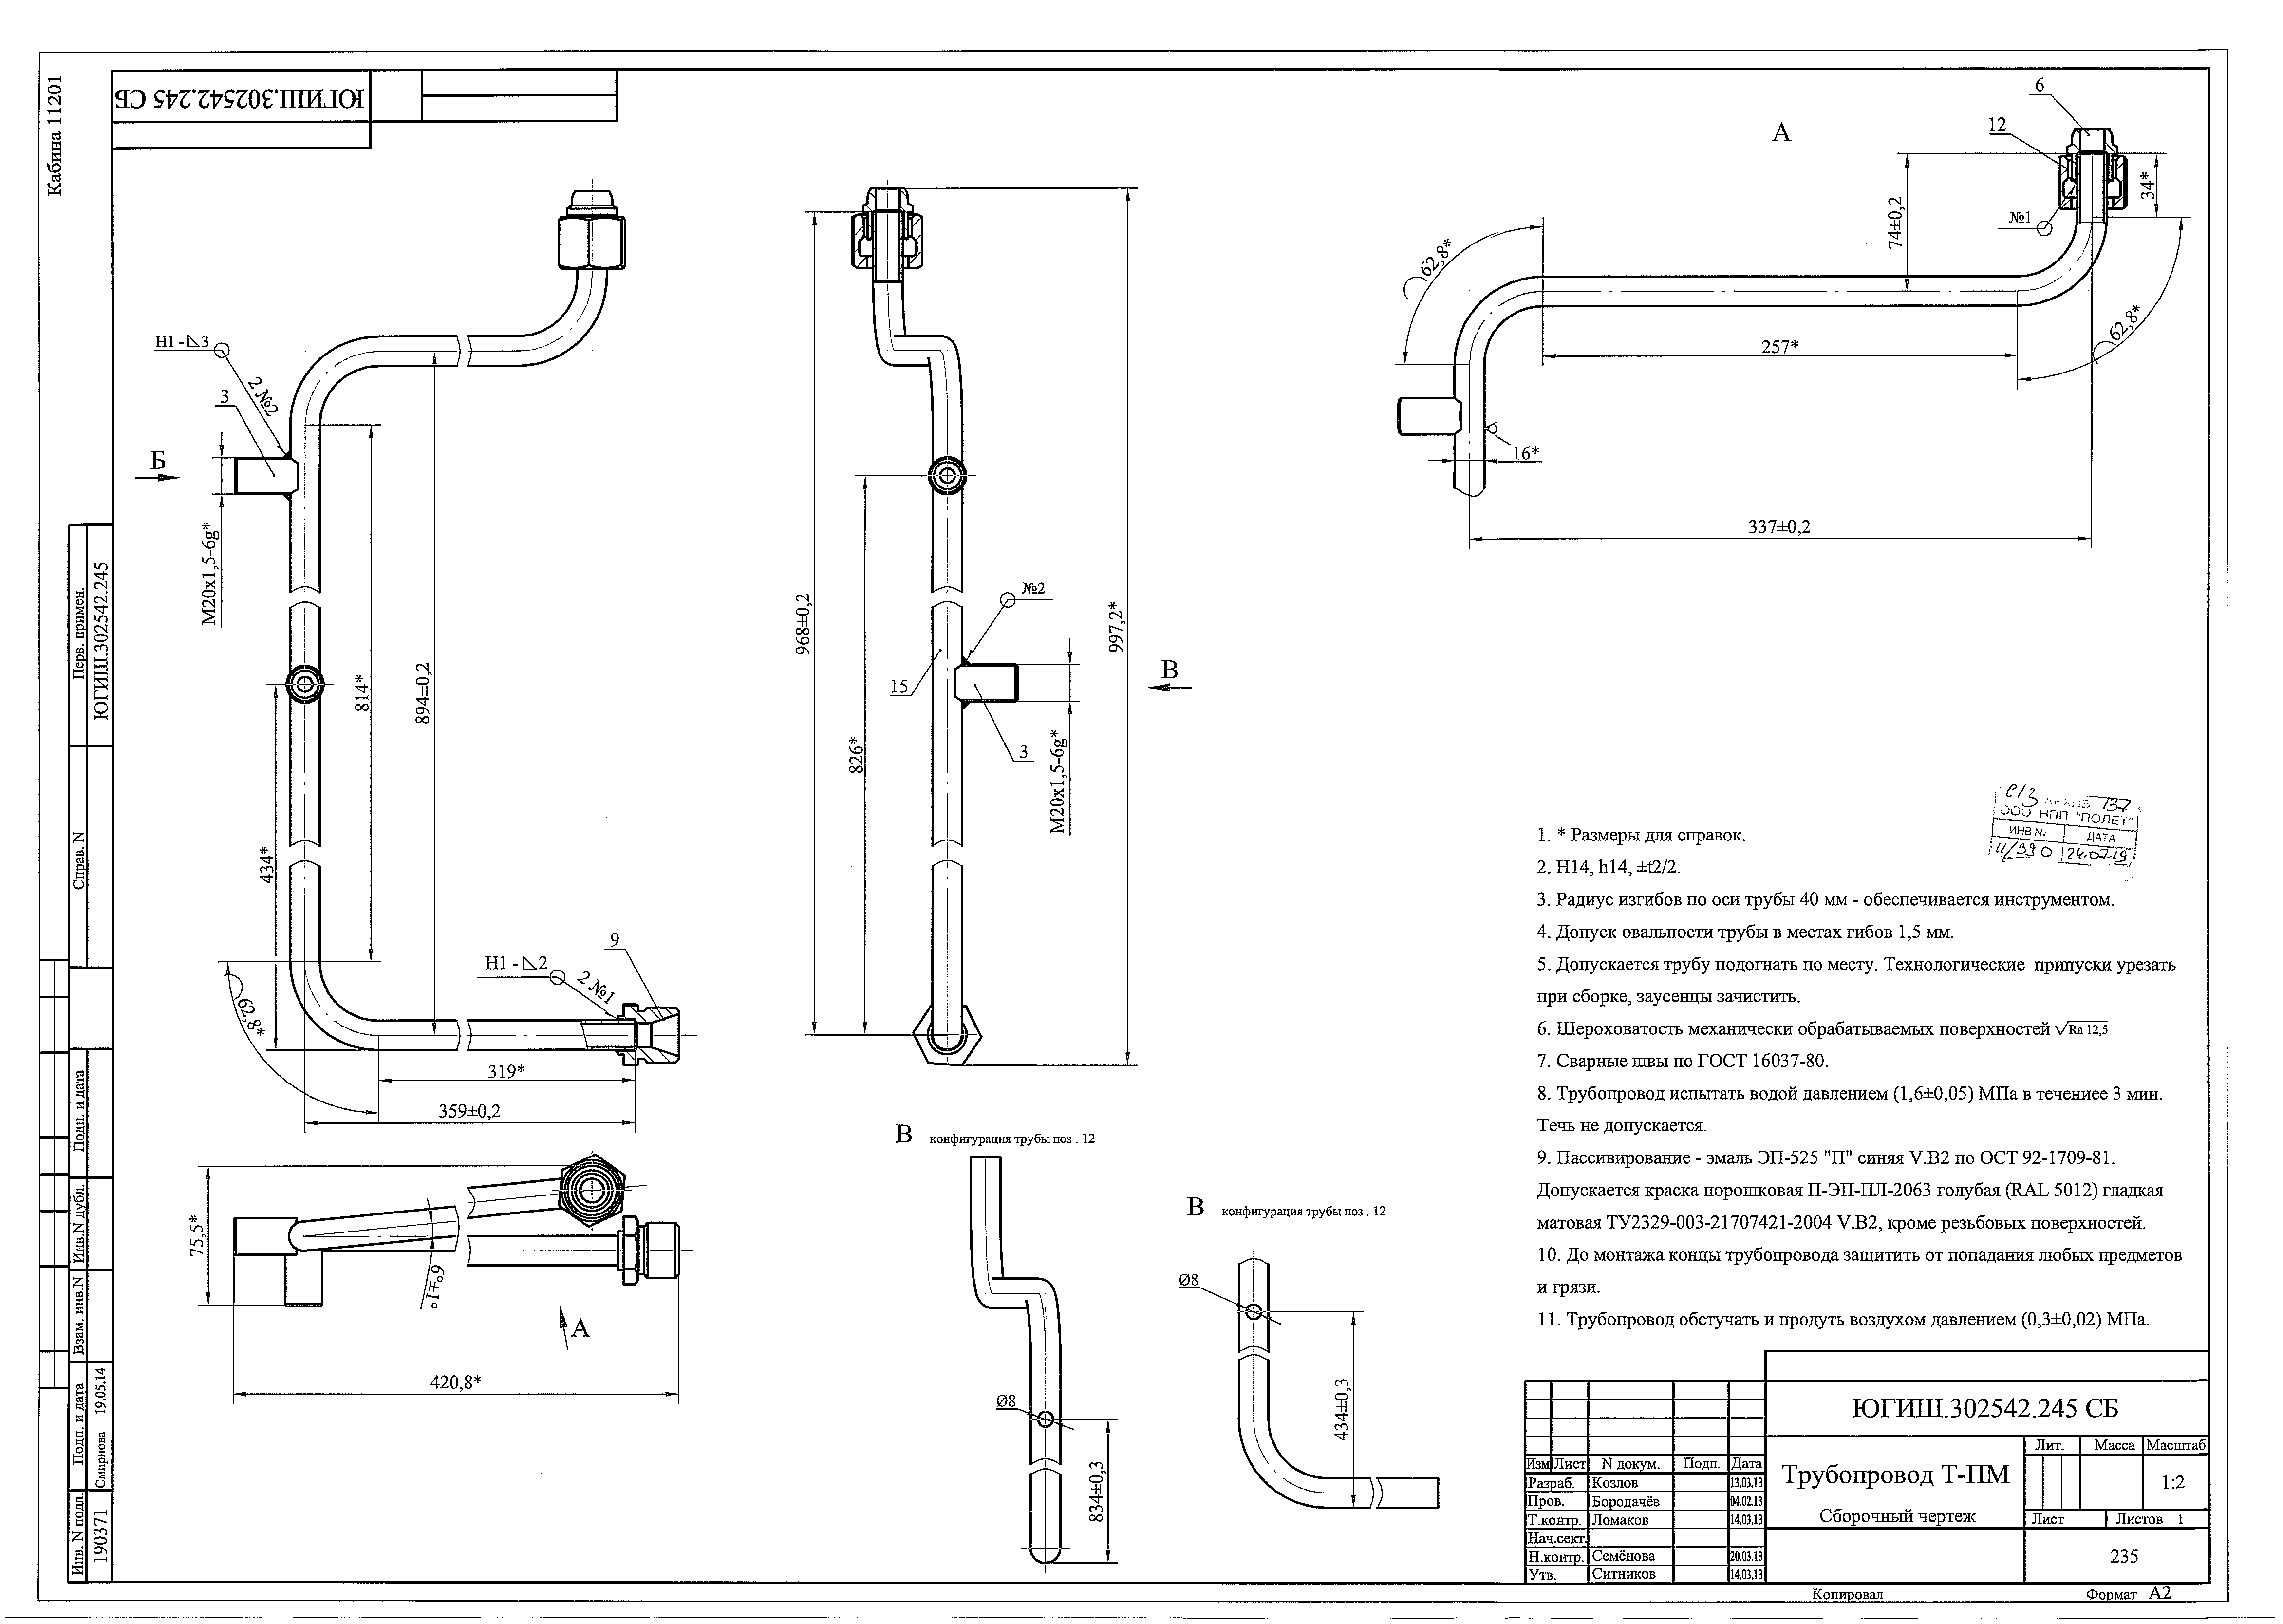 Кабина 11201
ЮГИШ.302542.245 СБ
Перв. примен.
ЮГИШ.302542.245
Справ. N
Подп. и дата
Инв.N дубл.
Взам. инв.N
Подп. и дата
Смирнова 19.05.14
Инв. N подл.
190371
Н1 - ⊿3
2 №2
3
Б
М20х1,5-6g*
434*
814*
894±0,2
62,8*
Н1 - ⊿2
2 №1
9
319*
359±0,2
75,5*
6°±1°
А
420,8*
968±0,2
826*
15
№2
3
М20х1,5-6g*
997,2*
В
А
6
12
№1
74±0,2
34*
62,8*
62,8*
257*
16*
337±0,2
В конфигурация трубы поз . 12
Ø8
834±0,3
В конфигурация трубы поз . 12
Ø8
434±0,3
с/з АРХИВ 137
ООО НПП "ПОЛЕТ"
ИНВ № ДАТА
11/390 24.07.19
1. * Размеры для справок.
2. Н14, h14, ±t2/2.
3. Радиус изгибов по оси трубы 40 мм - обеспечивается инструментом.
4. Допуск овальности трубы в местах гибов 1,5 мм.
5. Допускается трубу подогнать по месту. Технологические припуски урезать
при сборке, заусенцы зачистить.
6. Шероховатость механически обрабатываемых поверхностей √Ra 12,5
7. Сварные швы по ГОСТ 16037-80.
8. Трубопровод испытать водой давлением (1,6±0,05) МПа в течениее 3 мин.
Течь не допускается.
9. Пассивирование - эмаль ЭП-525 "П" синяя V.В2 по ОСТ 92-1709-81.
Допускается краска порошковая П-ЭП-ПЛ-2063 голубая (RAL 5012) гладкая
матовая ТУ2329-003-21707421-2004 V.В2, кроме резьбовых поверхностей.
10. До монтажа концы трубопровода защитить от попадания любых предметов
и грязи.
11. Трубопровод обстучать и продуть воздухом давлением (0,3±0,02) МПа.
ЮГИШ.302542.245 СБ
Изм Лист N докум. Подп. Дата
Разраб. Козлов 13.03.13
Пров. Бородачёв 04.02.13
Т.контр. Ломаков 14.03.13
Нач.сект.
Н.контр. Семёнова 20.03.13
Утв. Ситников 14.03.13
Трубопровод Т-ПМ
Сборочный чертеж
Лит. Масса Масштаб
1:2
Лист Листов 1
235
Копировал Формат А2